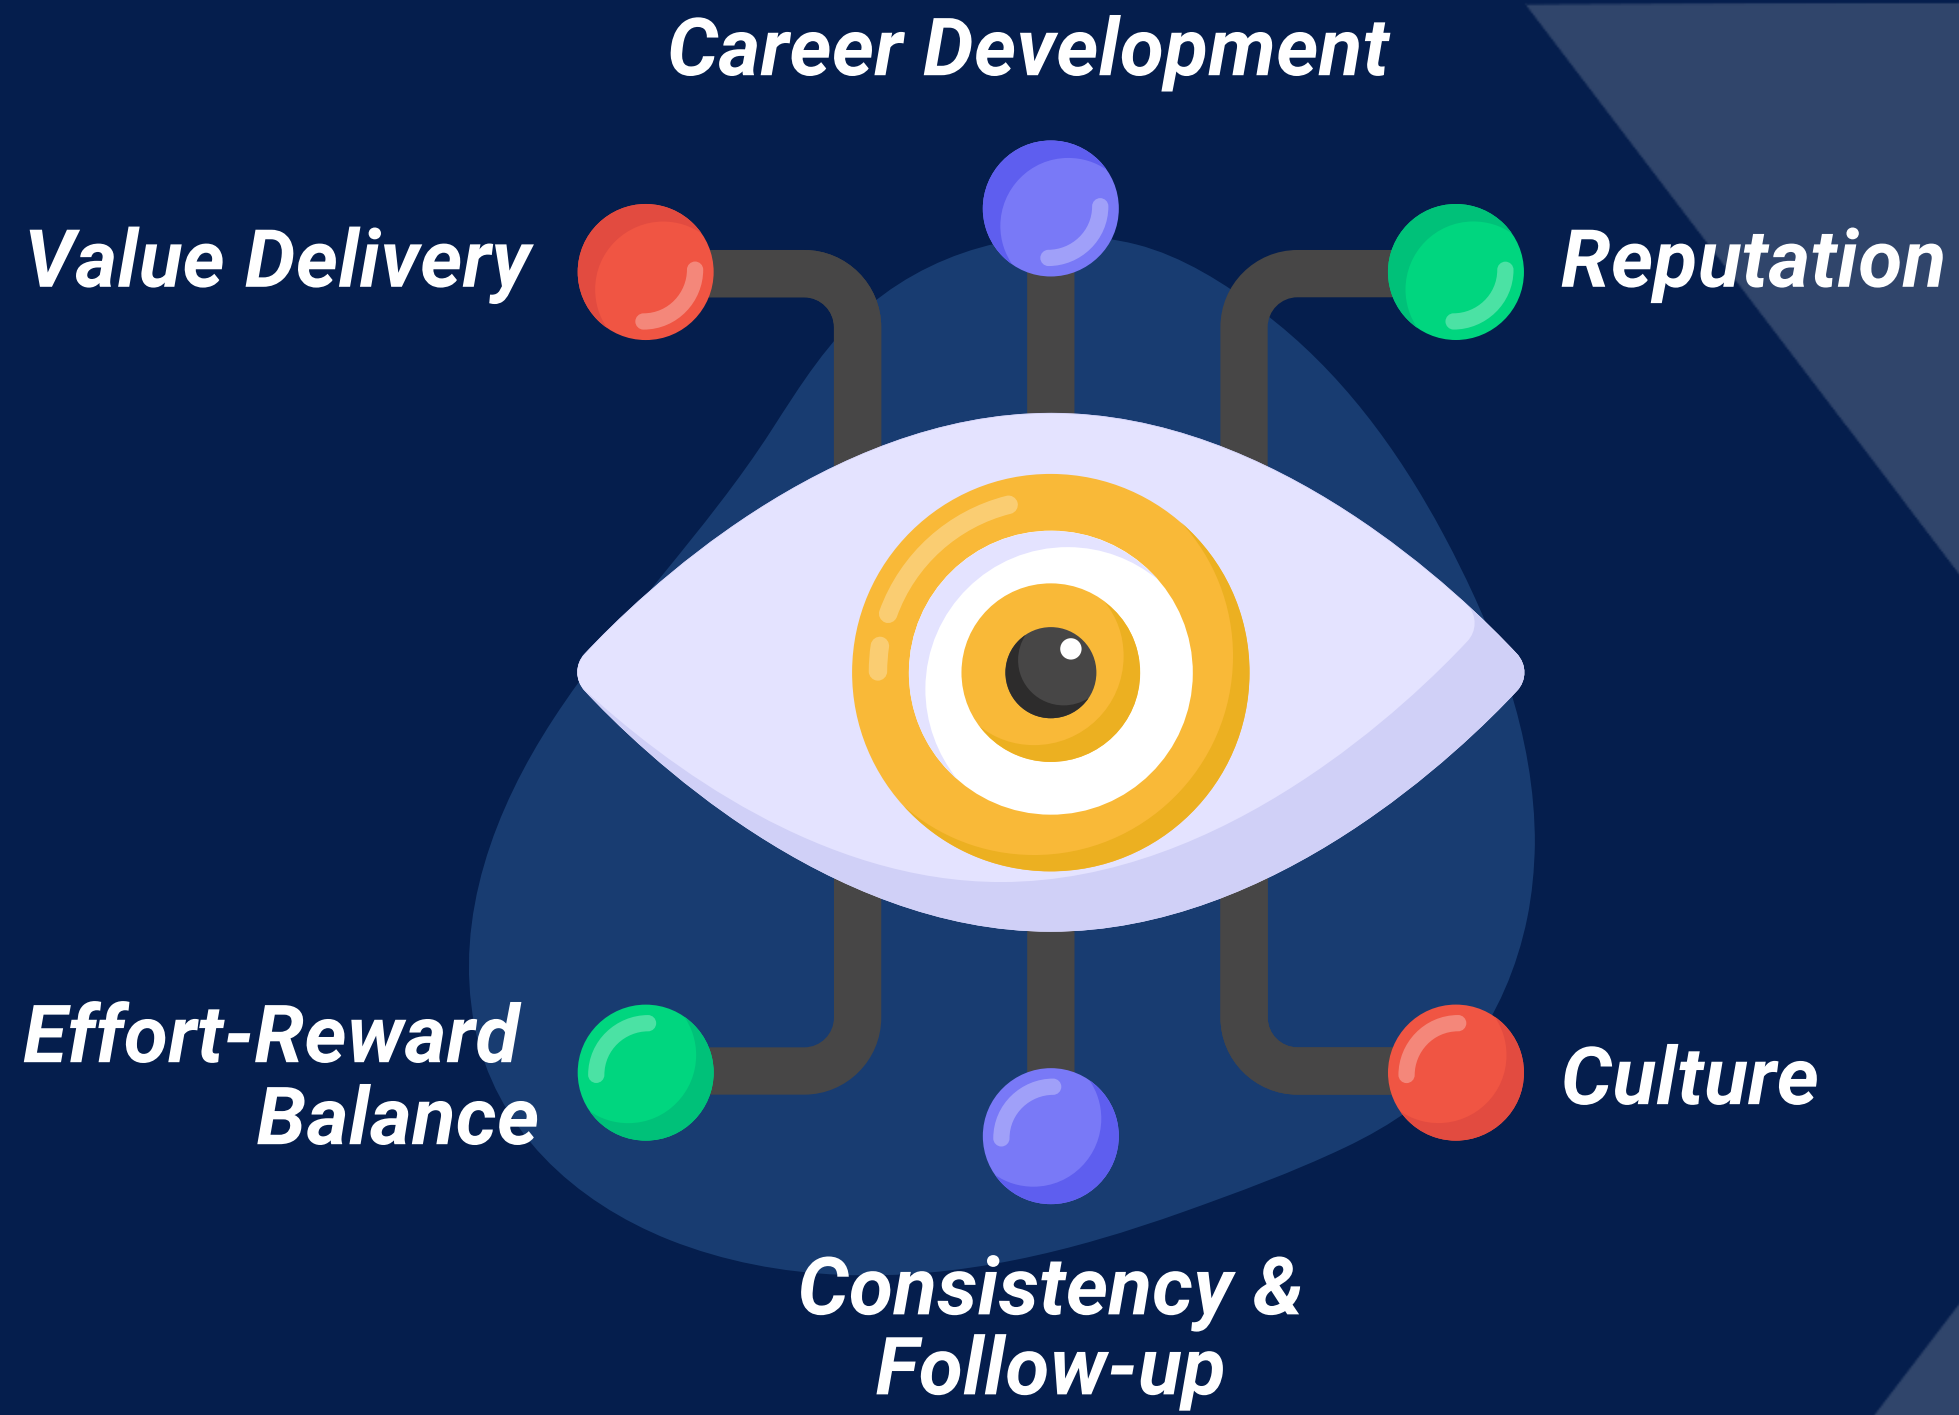 Career Development
Value Delivery
Reputation
Effort-Reward
Balance
Culture
Consistency &
Follow-up